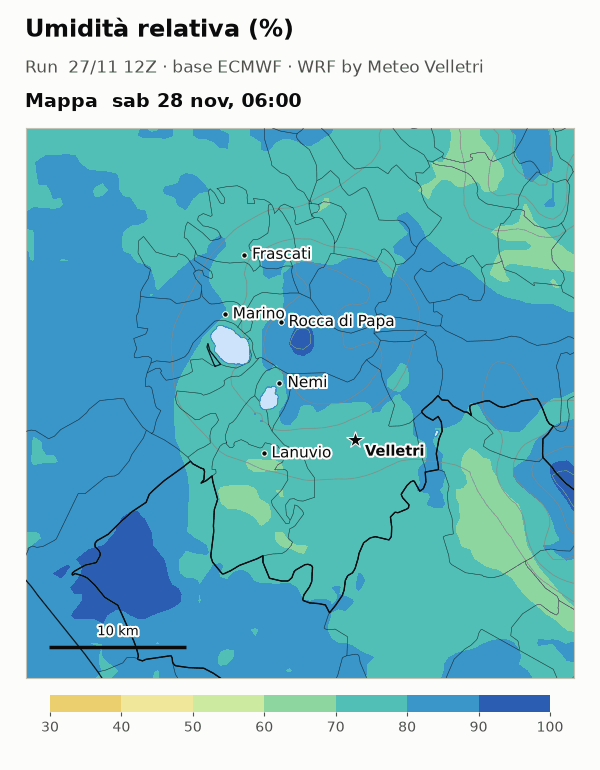 Umidità relativa (%)
Run  27/11 12Z · base ECMWF · WRF by Meteo Velletri
Mappa  sab 28 nov, 06:00
Frascati
Marino
Rocca di Papa
Nemi
Velletri
Lanuvio
10 km
30 40 50 60 70 80 90 100